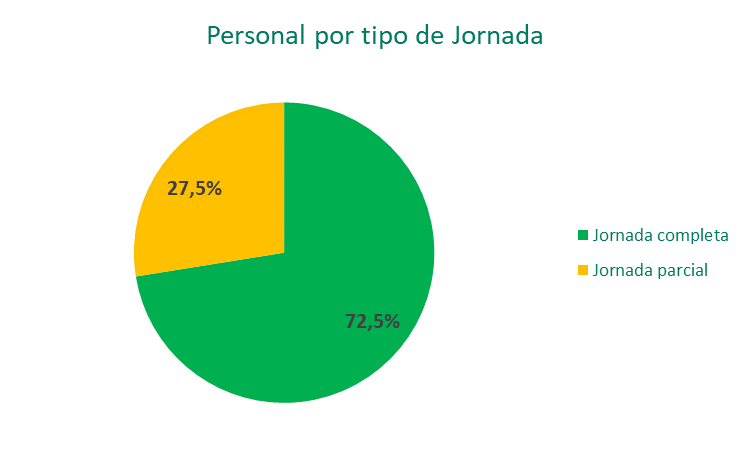 Personal por tipo de Jornada
27,5%
72,5%
Jornada completa
Jornada parcial